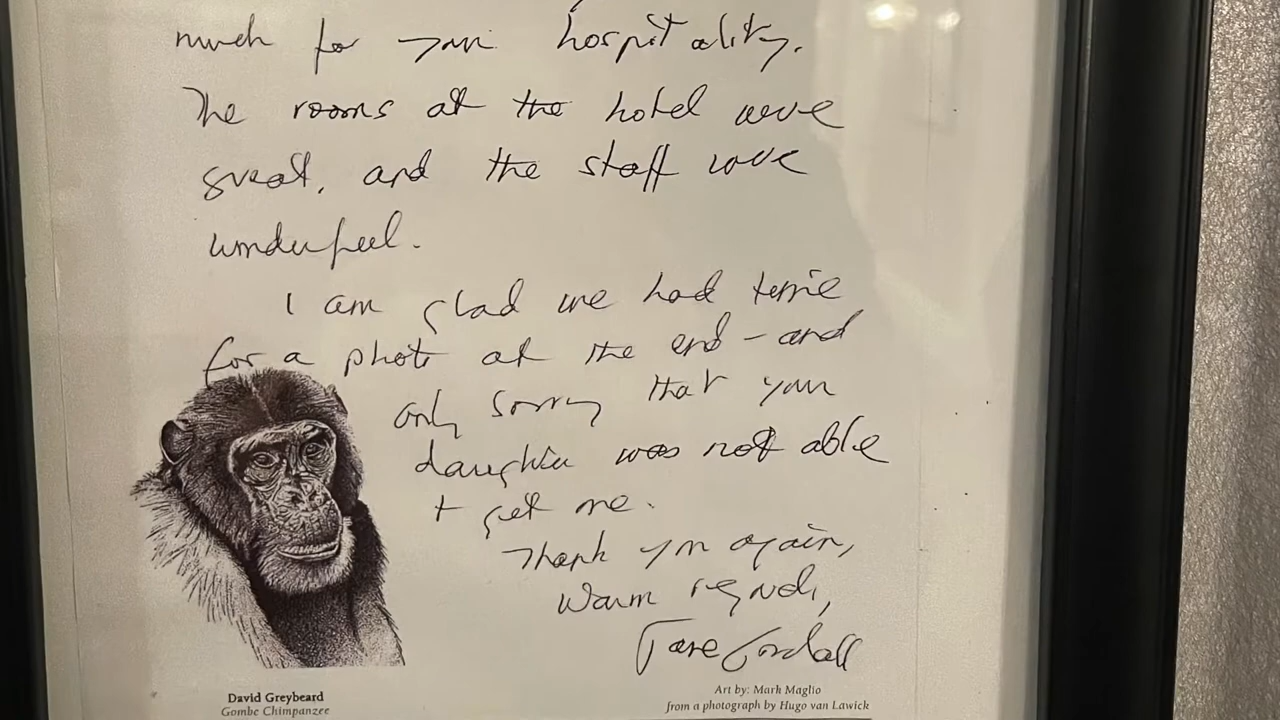 much for your hospitality.
The rooms at the hotel were
great, and the staff were
wonderful.
I am glad we had time
for a photo at the end – and
only sorry that your
daughter was not able
to get me.
Thank you again,
Warm regards,
Jane Goodall
David Greybeard
Gombe Chimpanzee
Art by: Mark Maglio
from a photograph by Hugo van Lawick